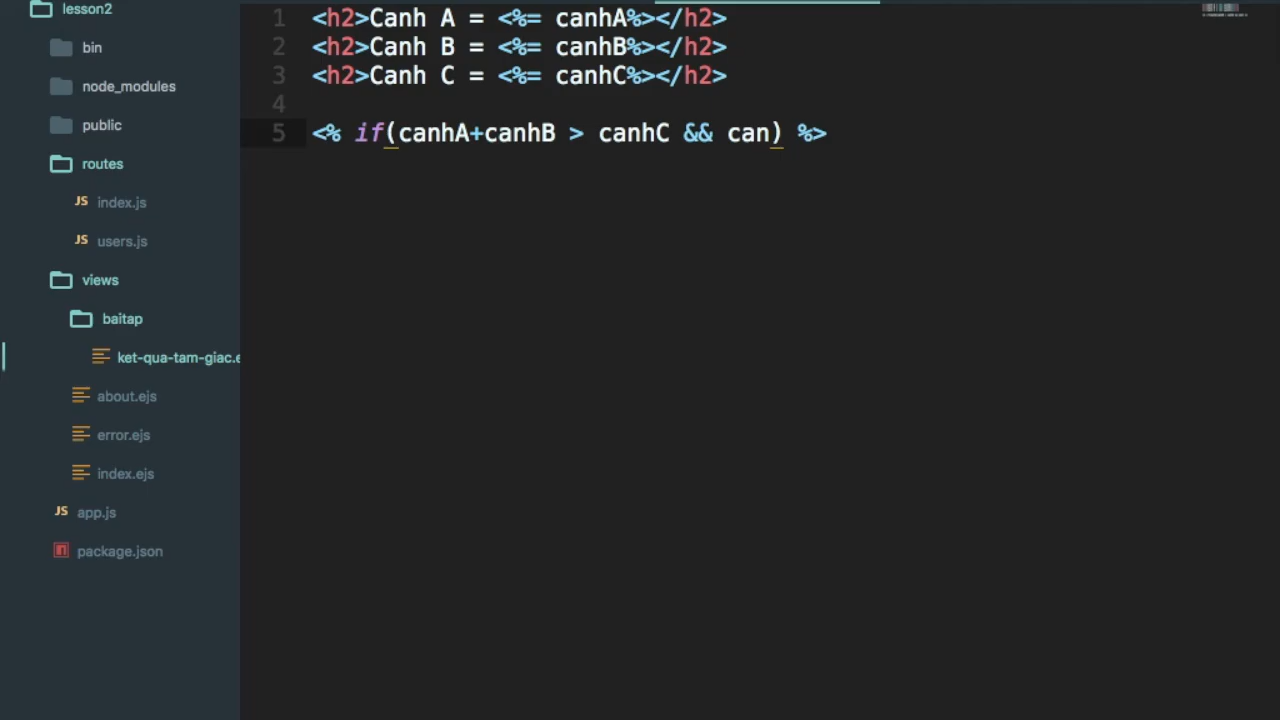 lesson2
bin
node_modules
public
routes
index.js
users.js
views
baitap
ket-qua-tam-giac.e
about.ejs
error.ejs
index.ejs
app.js
package.json
1 <h2>Canh A = <%= canhA%></h2>
2 <h2>Canh B = <%= canhB%></h2>
3 <h2>Canh C = <%= canhC%></h2>
4
5 <% if(canhA+canhB > canhC && can) %>